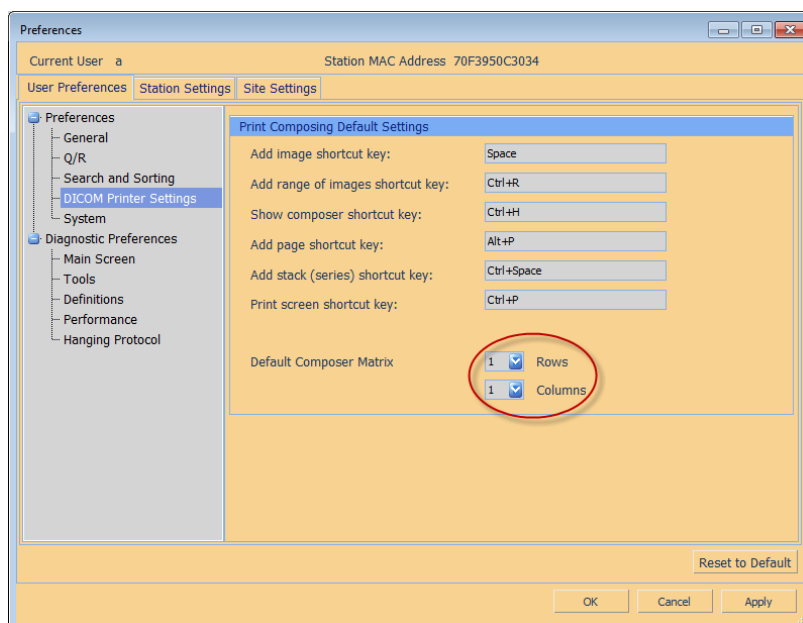 Preferences
Current User a Station MAC Address 70F3950C3034
User Preferences Station Settings Site Settings
Preferences
General
Q/R
Search and Sorting
DICOM Printer Settings
System
Diagnostic Preferences
Main Screen
Tools
Definitions
Performance
Hanging Protocol
Print Composing Default Settings
Add image shortcut key: Space
Add range of images shortcut key: Ctrl+R
Show composer shortcut key: Ctrl+H
Add page shortcut key: Alt+P
Add stack (series) shortcut key: Ctrl+Space
Print screen shortcut key: Ctrl+P
Default Composer Matrix 1 Rows
1 Columns
Reset to Default
OK Cancel Apply